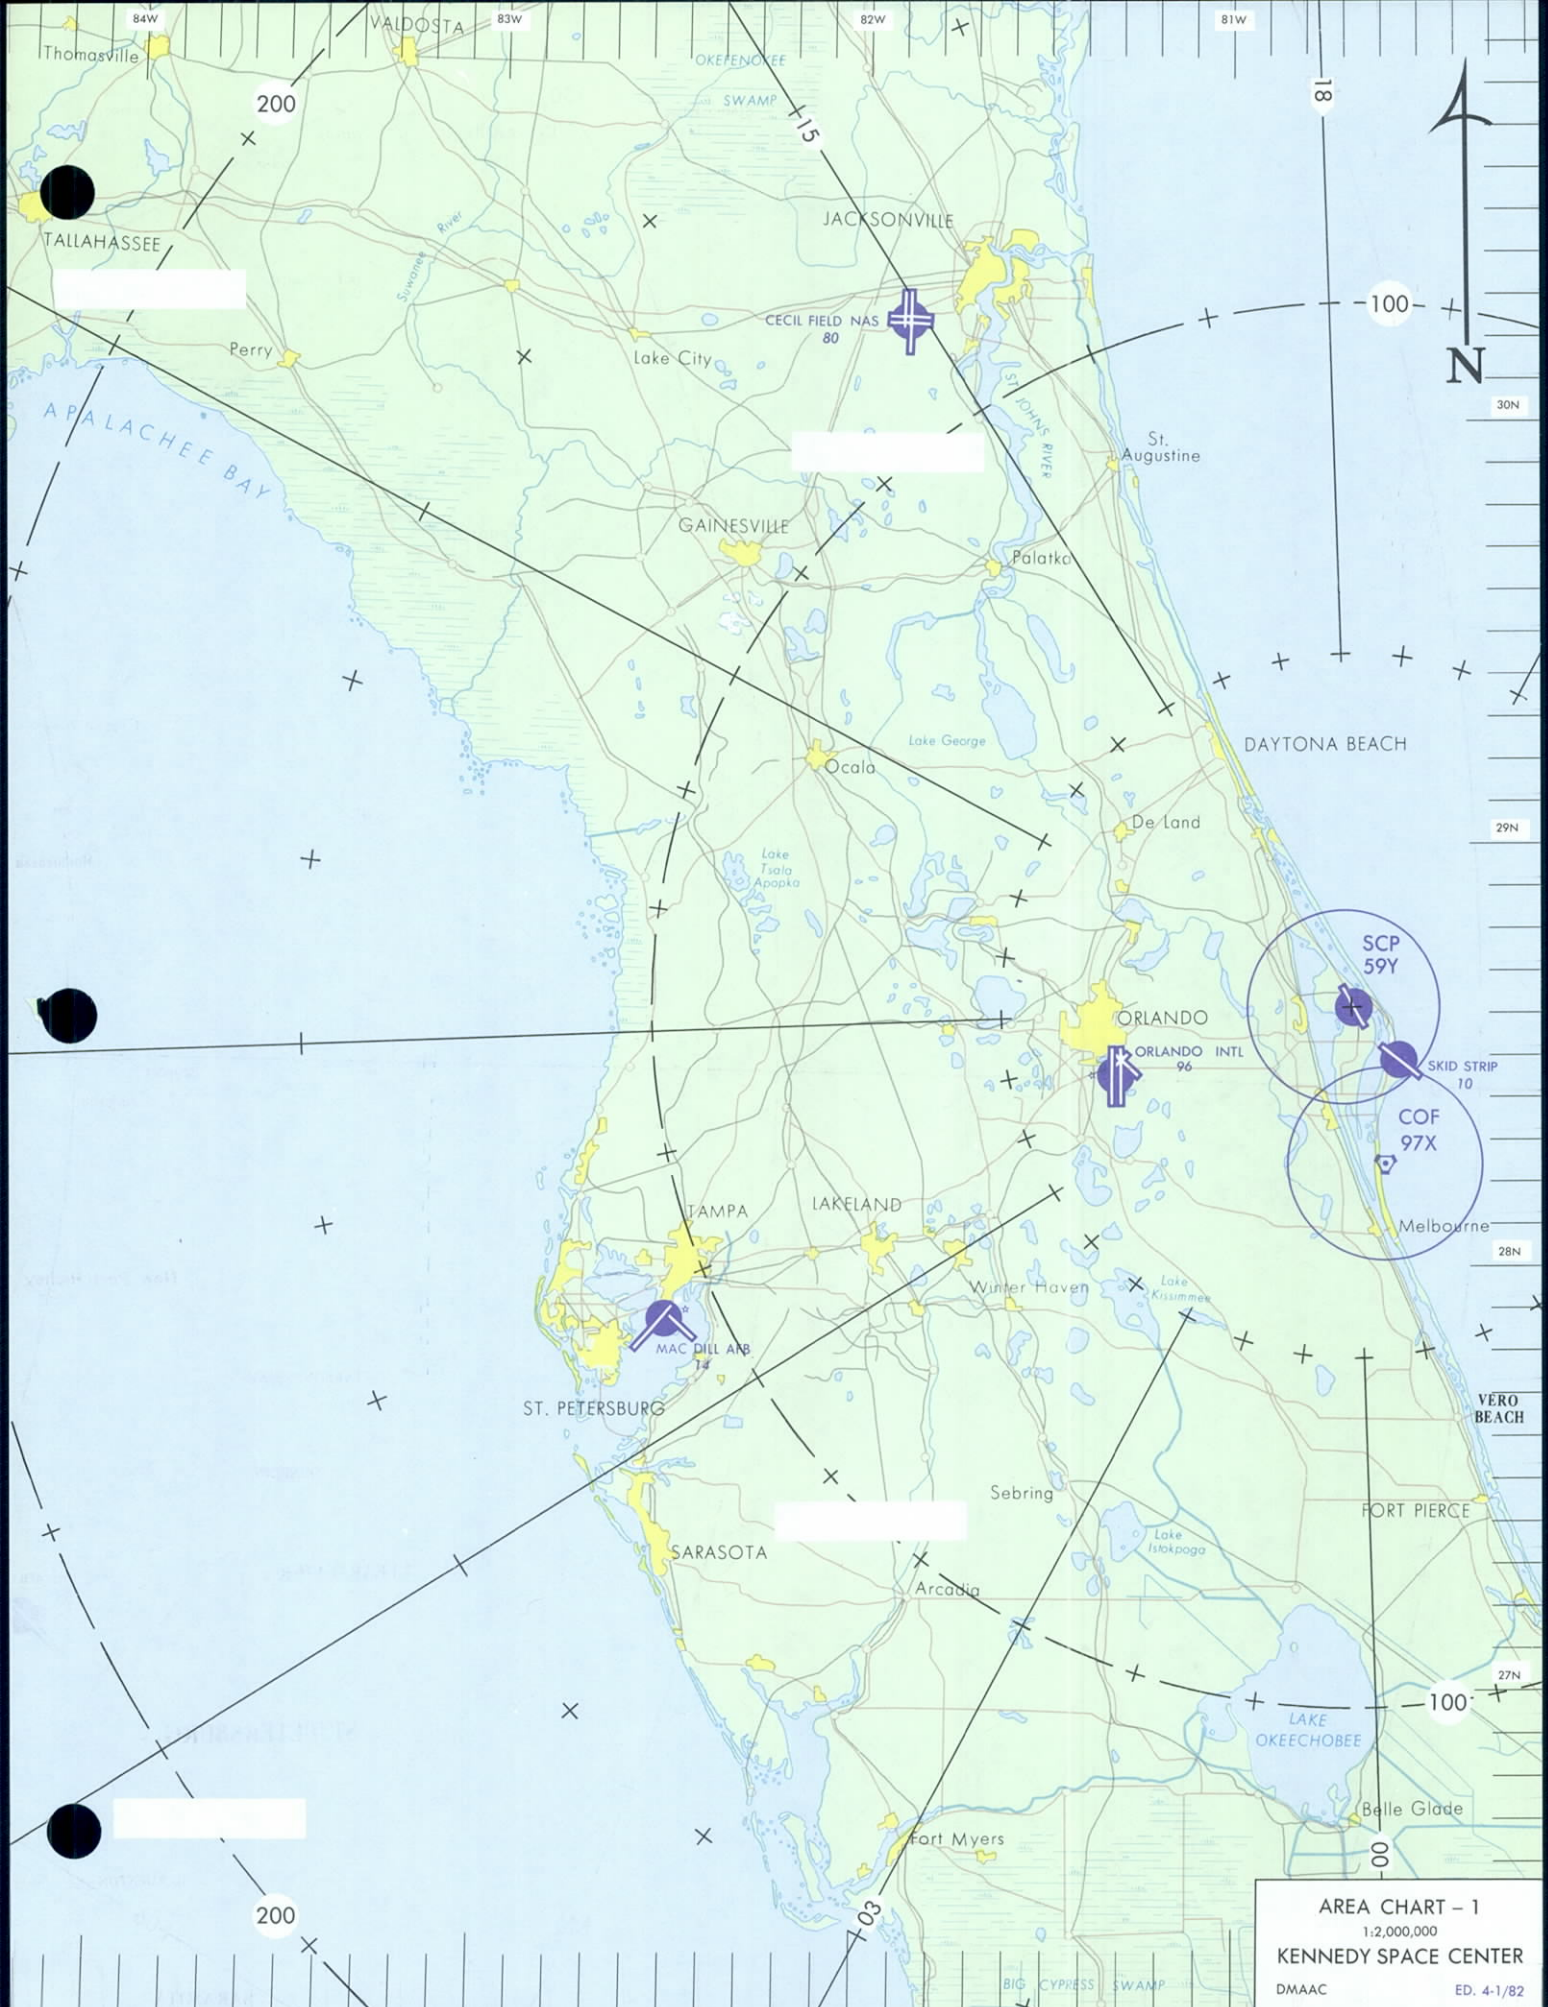 84W
83W
82W
81W
VALDOSTA
Thomasville
OKEFENOKEE
SWAMP
200
15
18
Suwanee River
JACKSONVILLE
TALLAHASSEE
100
CECIL FIELD NAS
80
Perry
Lake City
N
ST. JOHNS RIVER
30N
APALACHEE BAY
St.
Augustine
GAINESVILLE
Palatka
Lake George
DAYTONA BEACH
Ocala
De Land
29N
Lake
Tsala
Apopka
SCP
59Y
ORLANDO
ORLANDO INTL
96
SKID STRIP
10
COF
97X
TAMPA
LAKELAND
Melbourne
28N
Winter Haven
Lake
Kissimmee
MAC DILL AFB
14
ST. PETERSBURG
VERO
BEACH
Sebring
FORT PIERCE
Lake
Istokpoga
SARASOTA
Arcadia
27N
100
LAKE
OKEECHOBEE
Belle Glade
Fort Myers
00
200
03
BIG CYPRESS SWAMP
AREA CHART – 1
1:2,000,000
KENNEDY SPACE CENTER
DMAAC
ED. 4-1/82